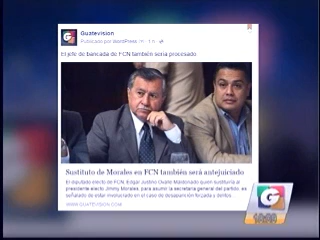 Guatevision
Publicado por WordPress
El jefe de bancada de FCN también sería procesado
Sustituto de Morales en FCN también será antejuiciado
El diputado electo de FCN, Edgar Justino Ovalle Maldonado quien sustituiría al
presidente electo Jimmy Morales, para asumir la secretaria general del partido, es
señalado de estar involucrado en el caso de desaparición forzada y delitos
WWW.GUATEVISION.COM
G